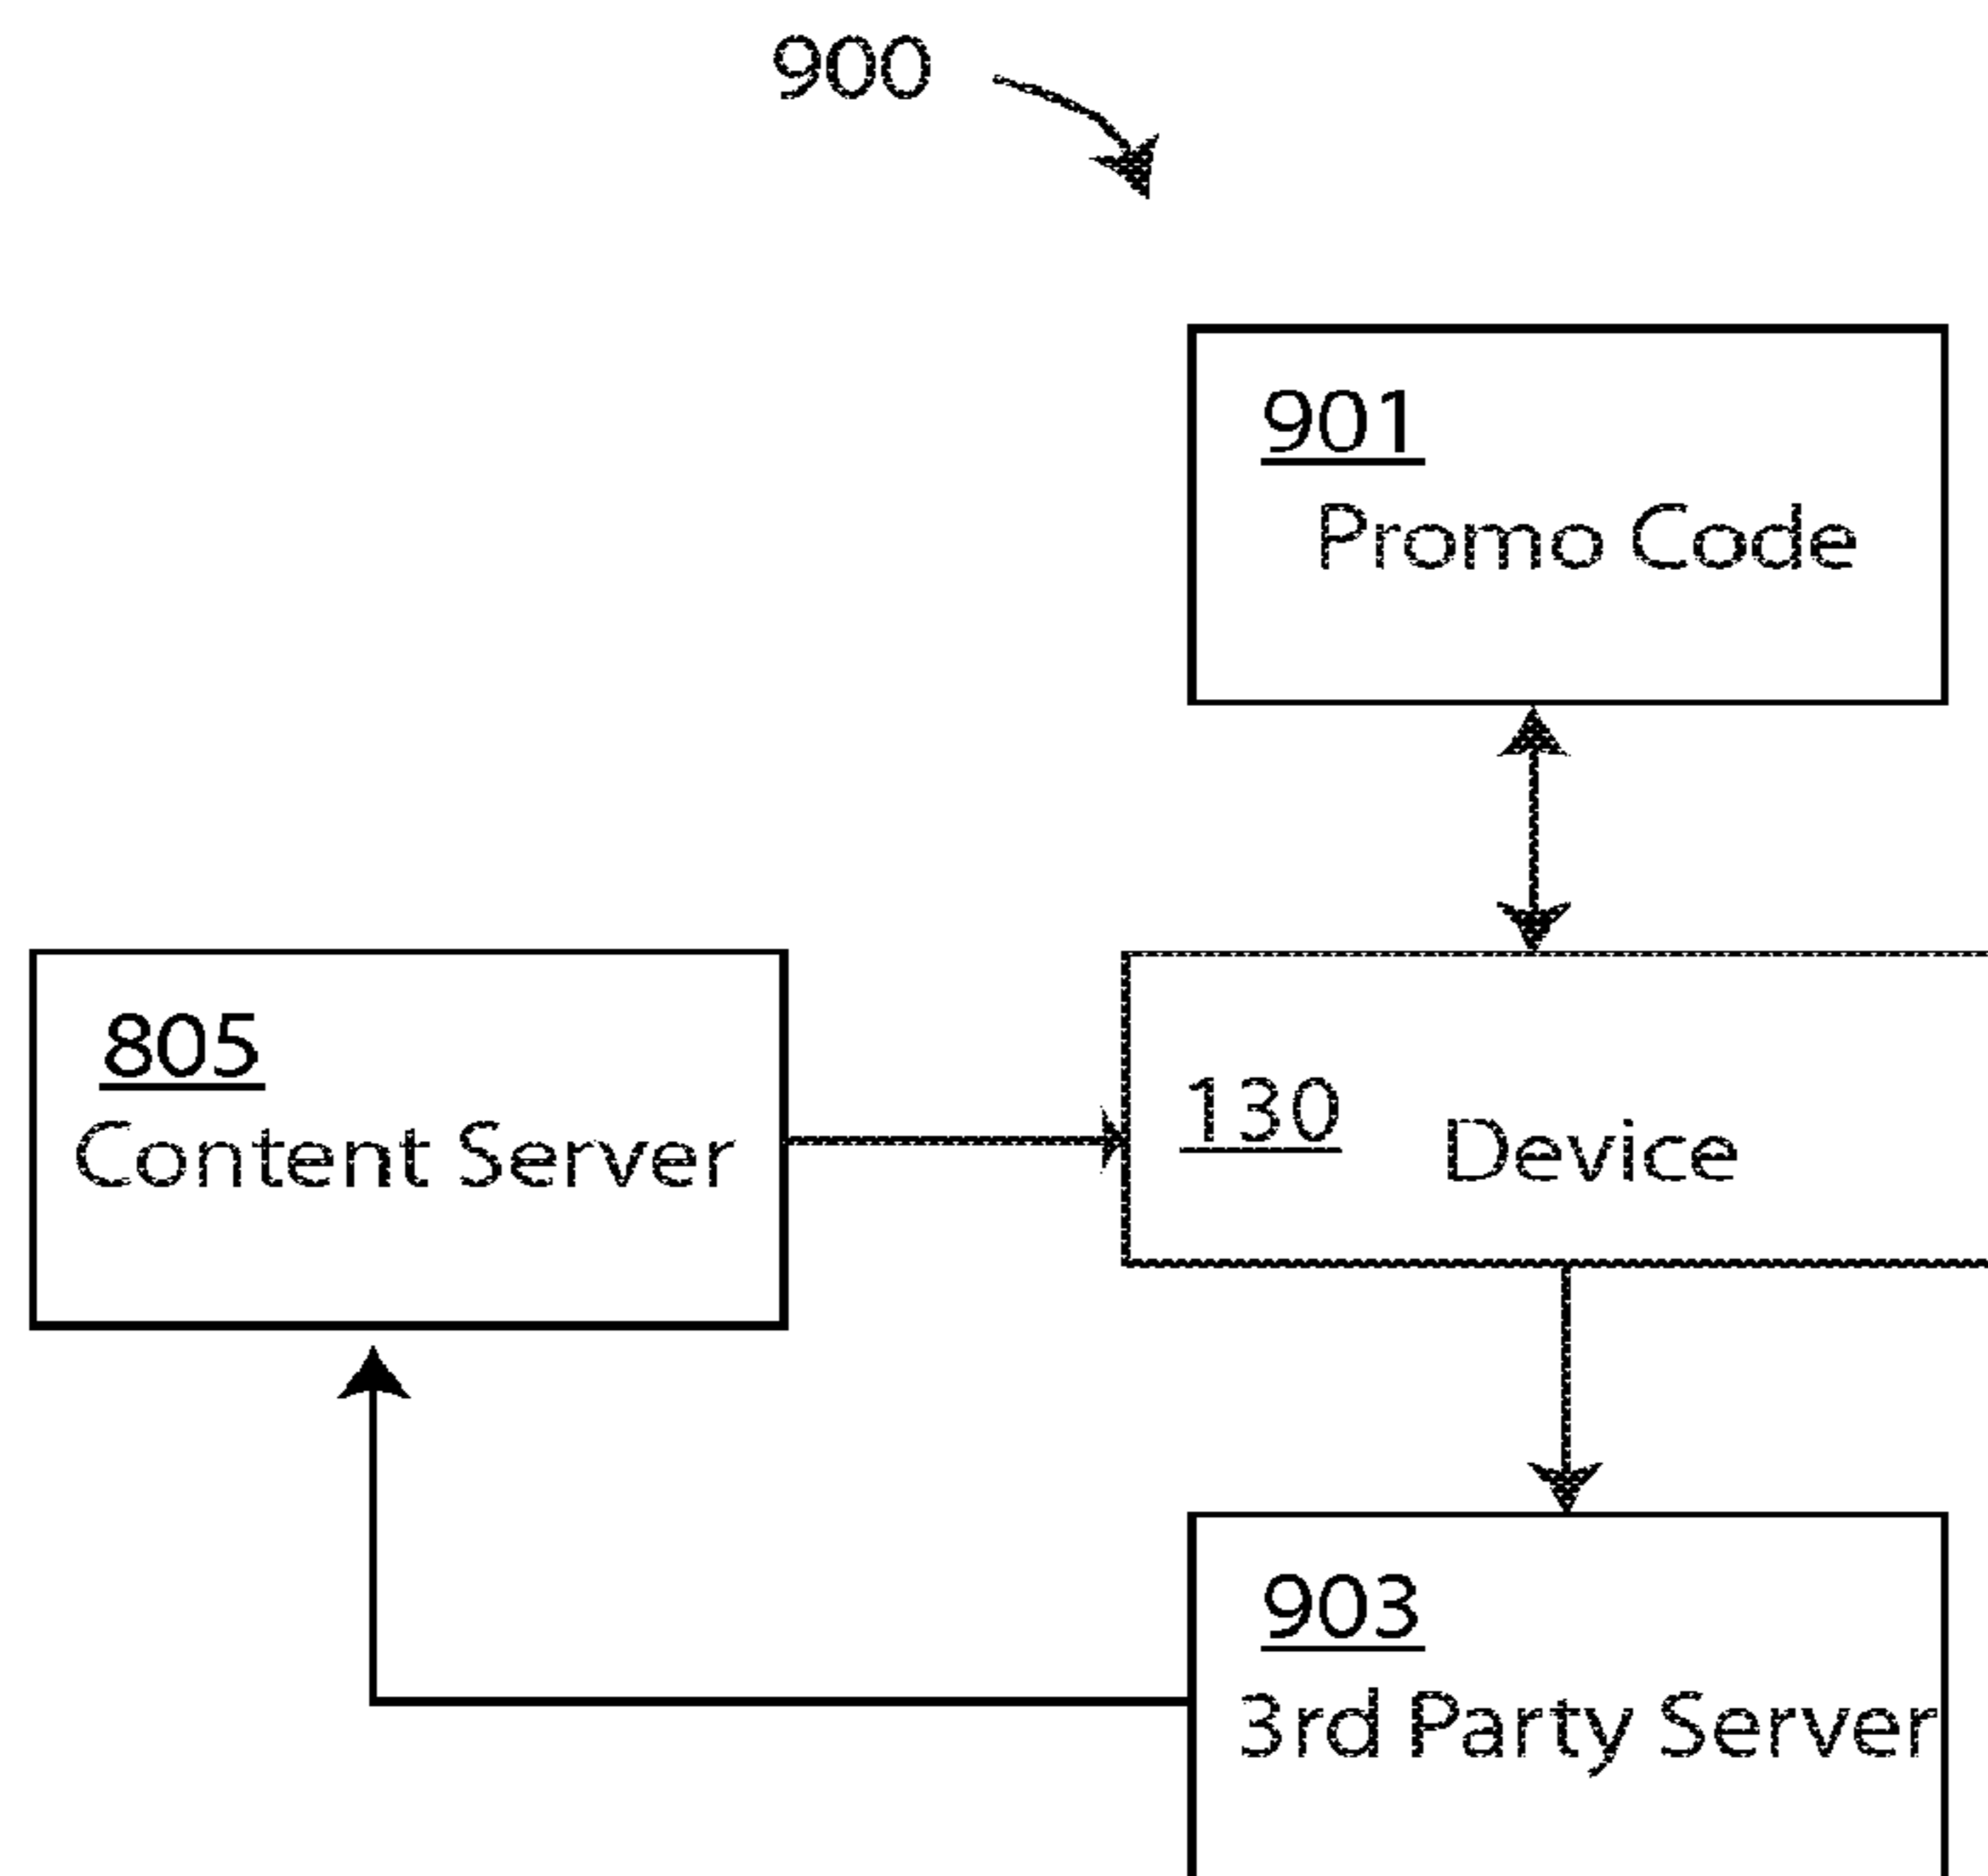 900
901
Promo Code
805
Content Server
130 Device
903
3rd Party Server